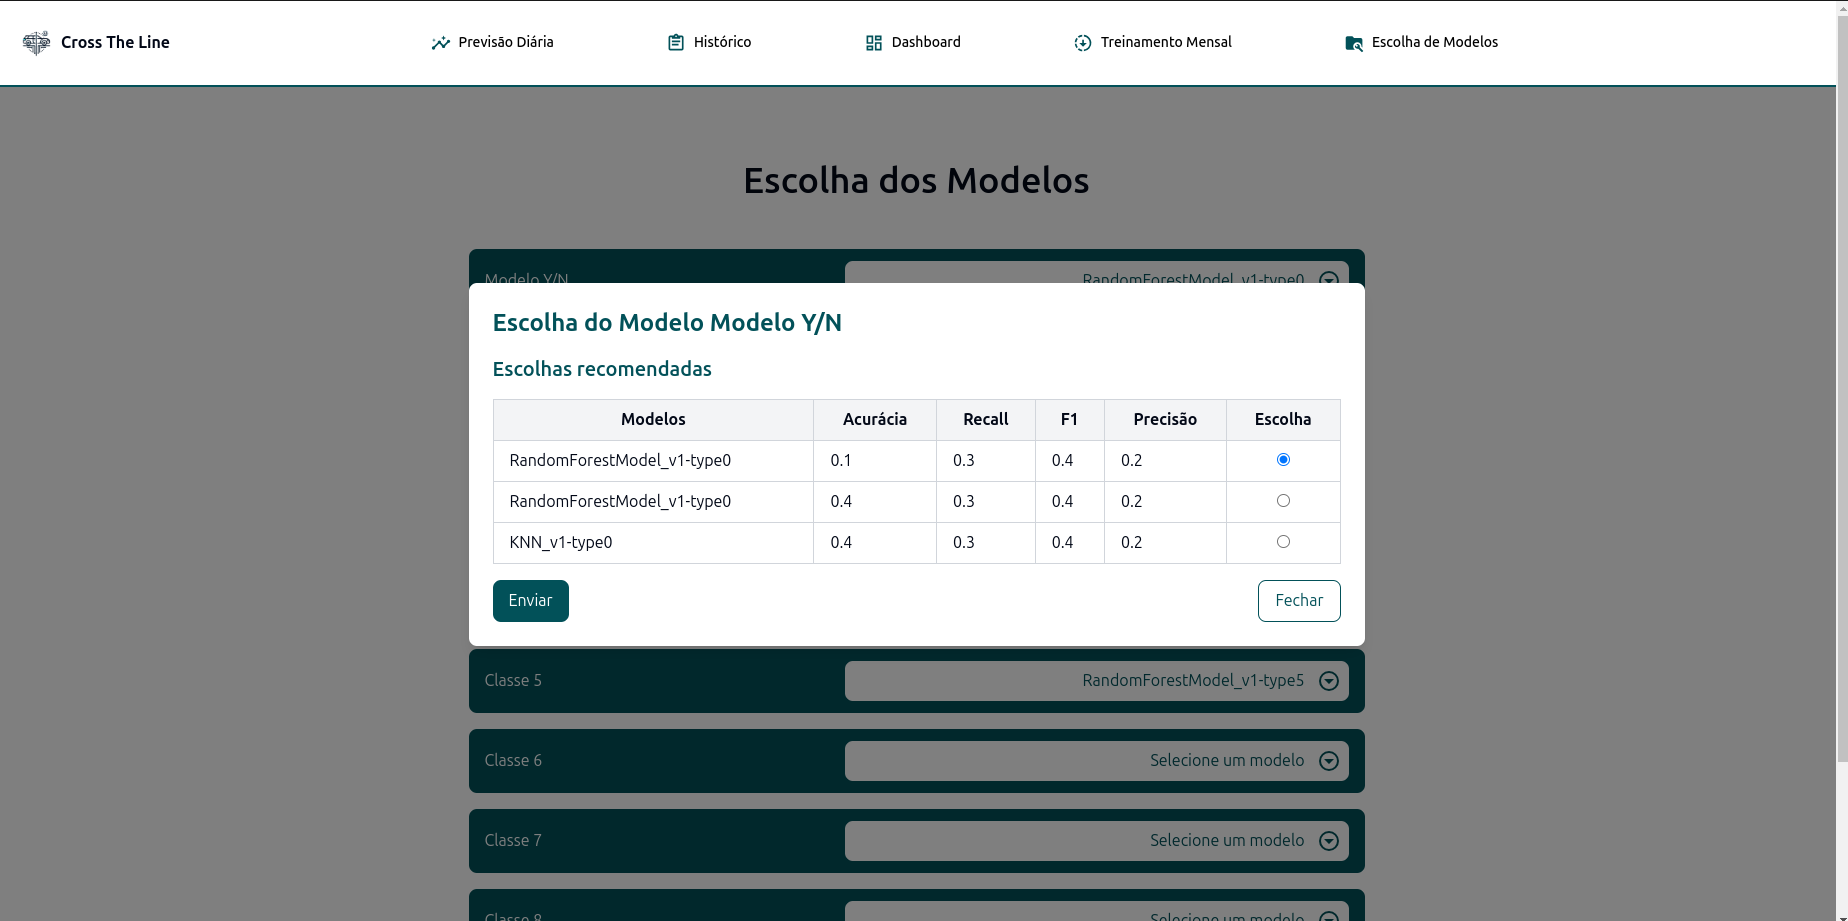 Cross The Line Previsão Diária Histórico Dashboard Treinamento Mensal Escolha de Modelos
Escolha dos Modelos
Modelo Y/N RandomForestModel_v1-type0
Escolha do Modelo Modelo Y/N
Escolhas recomendadas
Modelos Acurácia Recall F1 Precisão Escolha
RandomForestModel_v1-type0 0.1 0.3 0.4 0.2
RandomForestModel_v1-type0 0.4 0.3 0.4 0.2
KNN_v1-type0 0.4 0.3 0.4 0.2
Enviar Fechar
Classe 5 RandomForestModel_v1-type5
Classe 6 Selecione um modelo
Classe 7 Selecione um modelo
Classe 8 Selecione um modelo